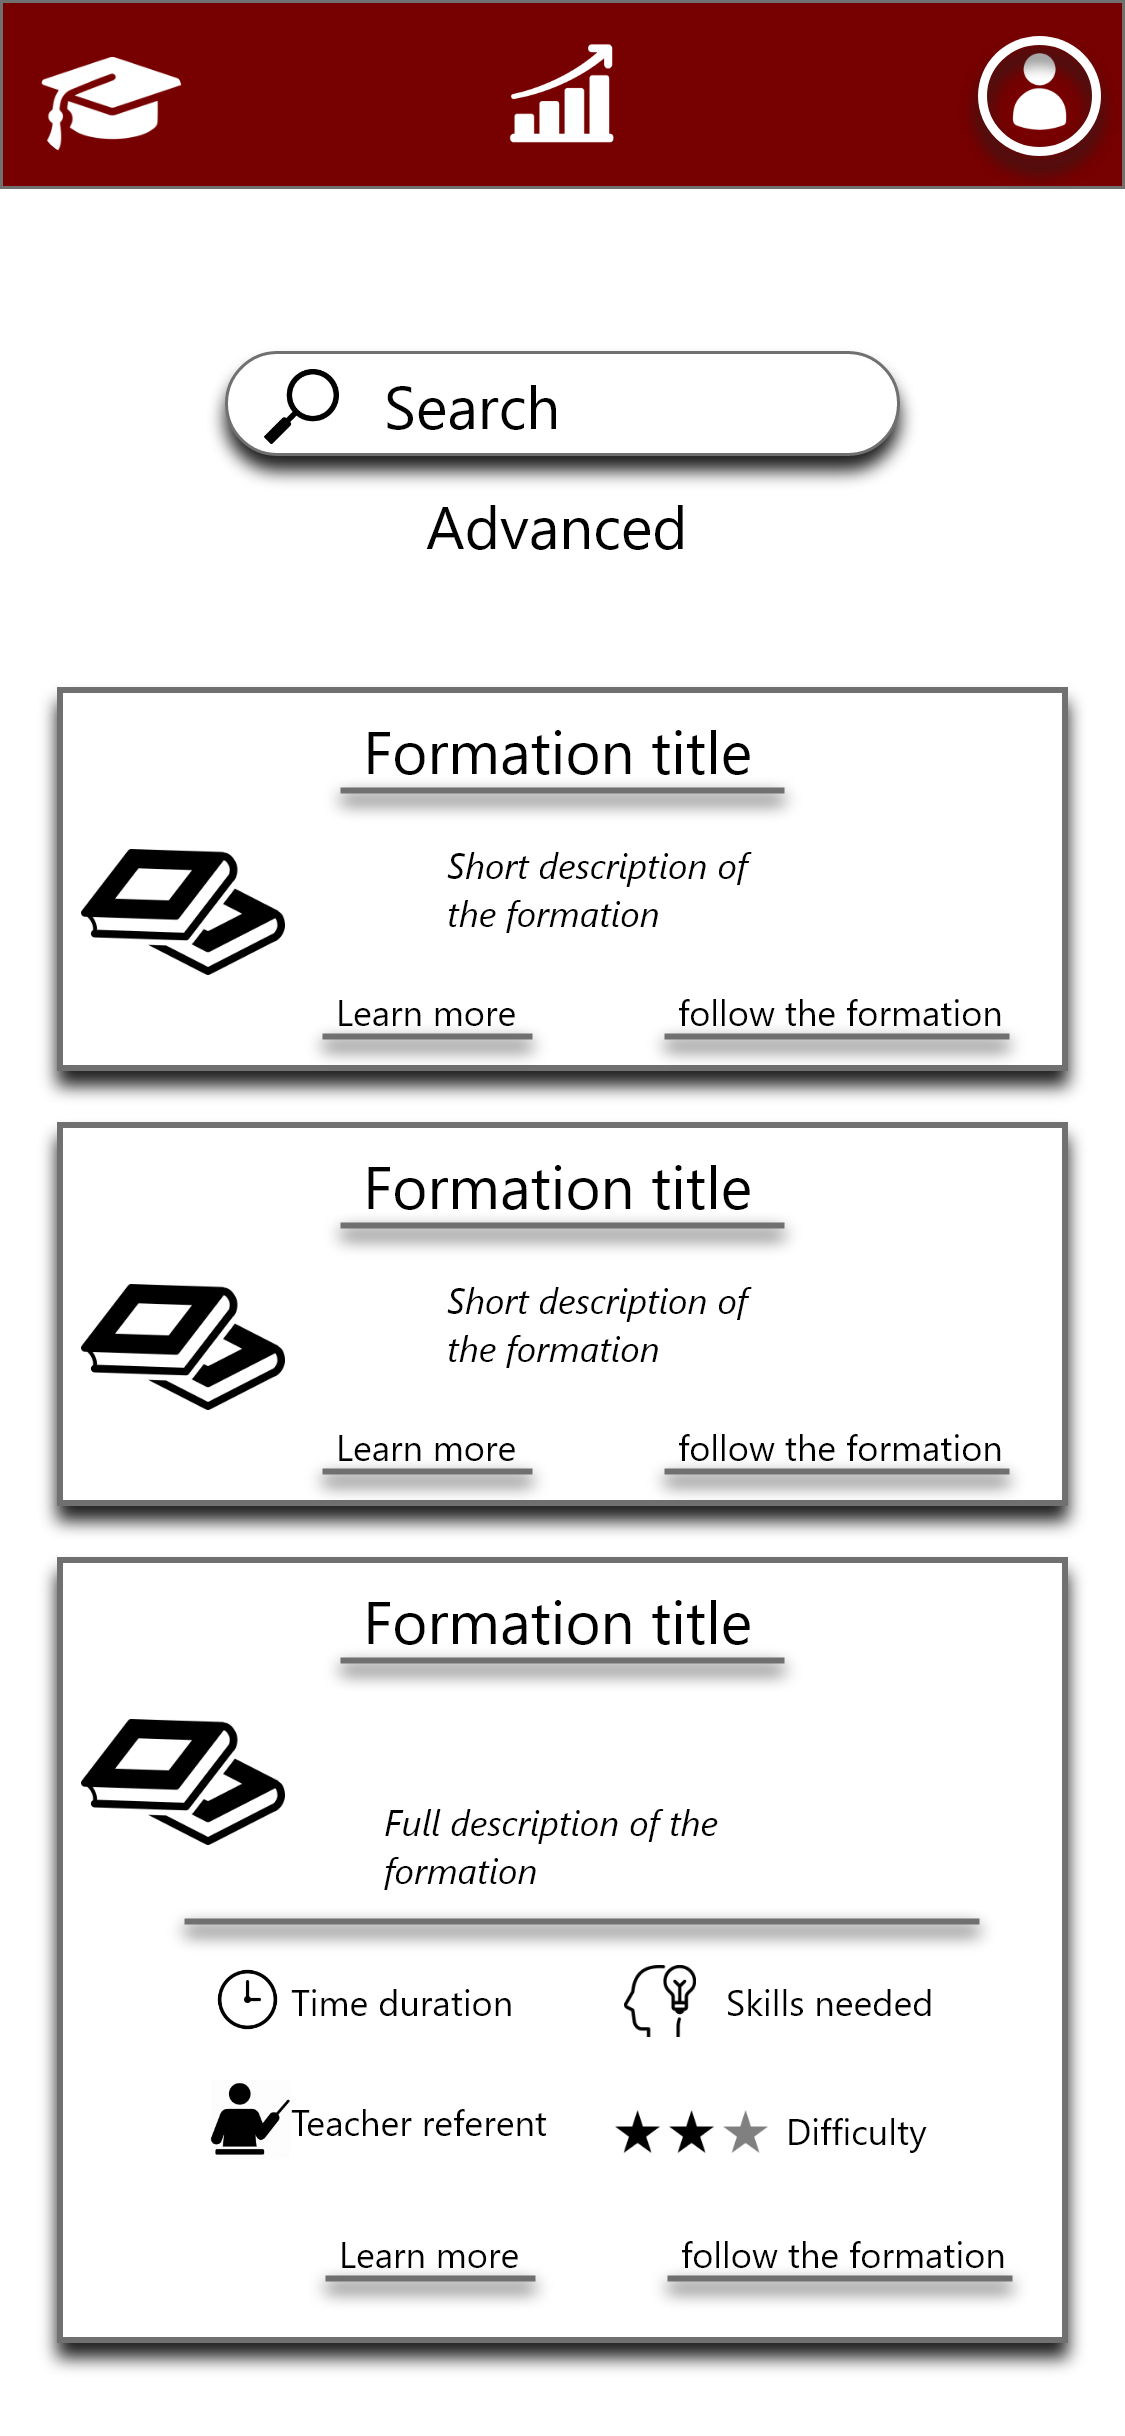 Search
Advanced
Formation title
Short description of
the formation
Learn more
follow the formation
Formation title
Short description of
the formation
Learn more
follow the formation
Formation title
Full description of the
formation
Time duration
Skills needed
Teacher referent
Difficulty
Learn more
follow the formation